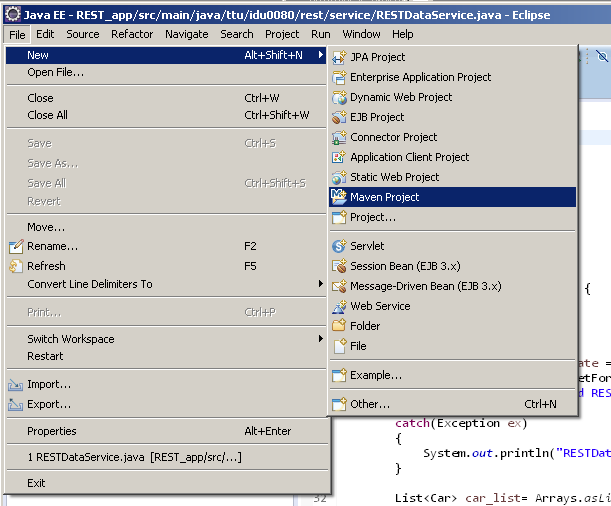 Java EE - REST_app/src/main/java/ttu/idu0080/rest/service/RESTDataService.java - Eclipse
File Edit Source Refactor Navigate Search Project Run Window Help
New Alt+Shift+N
Open File...
Close Ctrl+W
Close All Ctrl+Shift+W
Save Ctrl+S
Save As...
Save All Ctrl+Shift+S
Revert
Move...
Rename... F2
Refresh F5
Convert Line Delimiters To
Print... Ctrl+P
Switch Workspace
Restart
Import...
Export...
Properties Alt+Enter
1 RESTDataService.java [REST_app/src/...]
Exit
JPA Project
Enterprise Application Project
Dynamic Web Project
EJB Project
Connector Project
Application Client Project
Static Web Project
Maven Project
Project...
Servlet
Session Bean (EJB 3.x)
Message-Driven Bean (EJB 3.x)
Web Service
Folder
File
Example...
Other... Ctrl+N
{
ate =
etFor
d RES
catch(Exception ex)
{
System.out.println("RESTDat
}
32 List<Car> car_list= Arrays.asLi